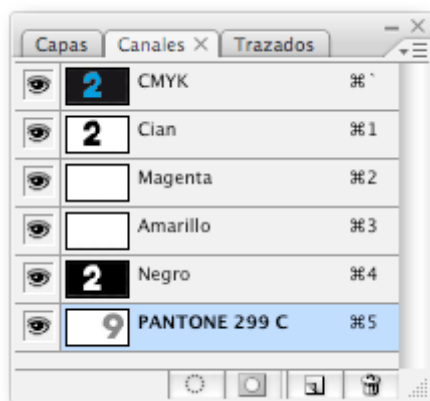 Capas Canales × Trazados
2 CMYK ⌘`
2 Cian ⌘1
Magenta ⌘2
Amarillo ⌘3
2 Negro ⌘4
9 PANTONE 299 C ⌘5